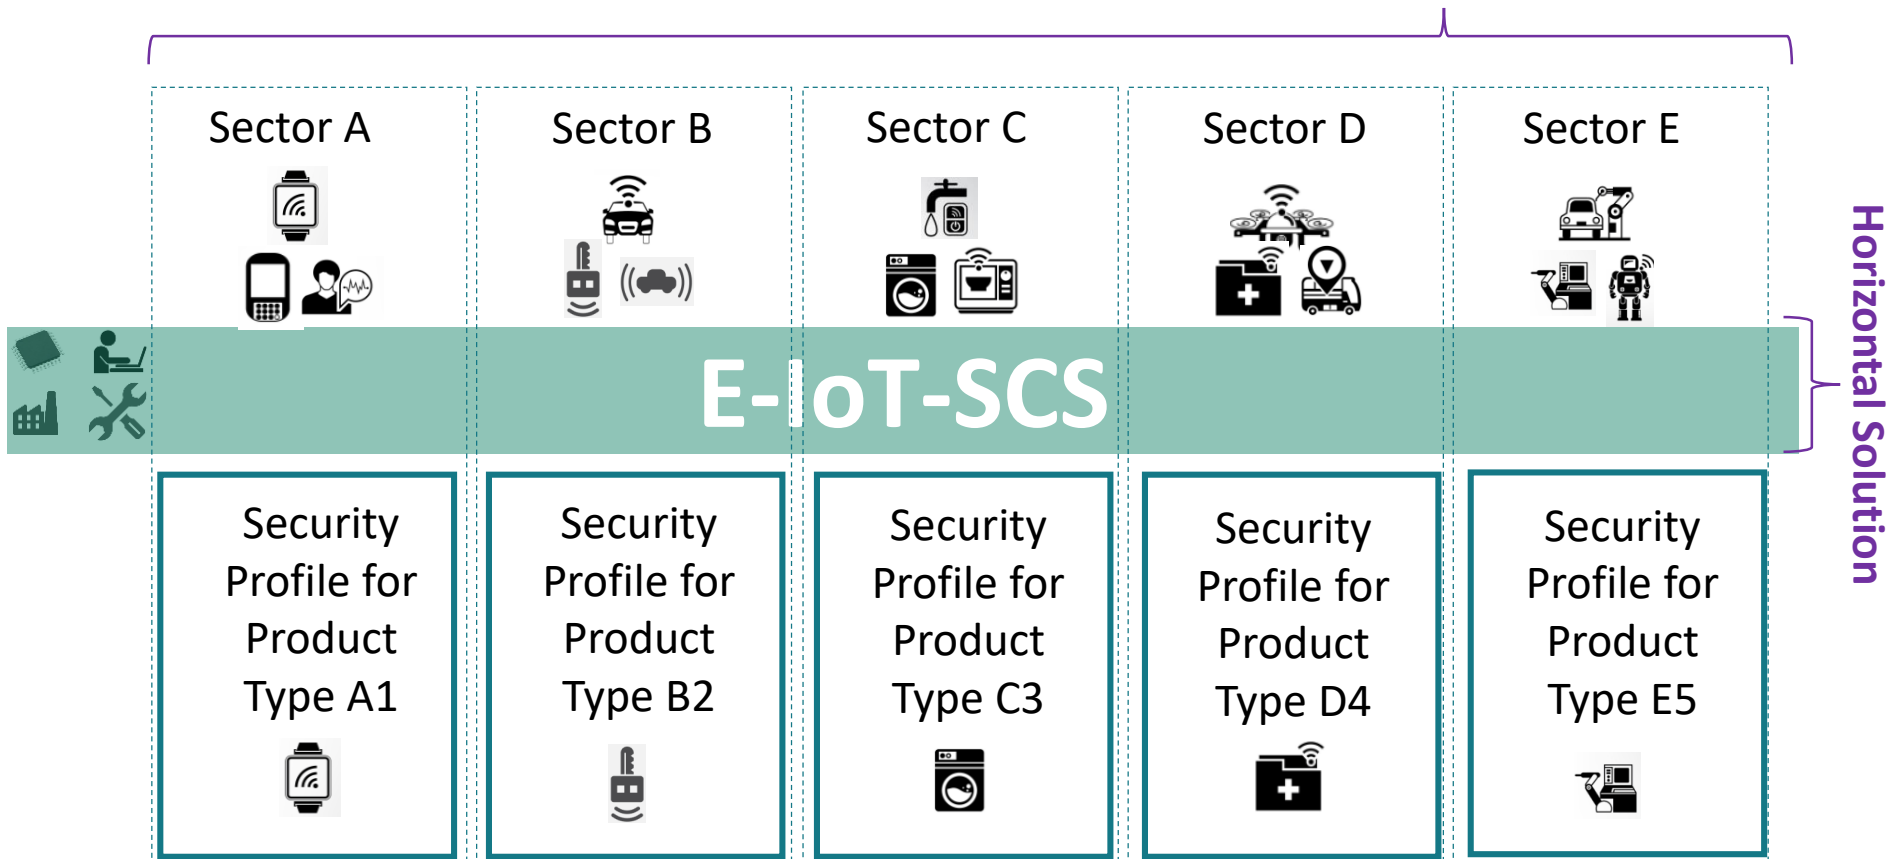 Sector A
Sector B
Sector C
Sector D
Sector E
E-IoT-SCS
Horizontal Solution
Security
Profile for
Product
Type A1
Security
Profile for
Product
Type B2
Security
Profile for
Product
Type C3
Security
Profile for
Product
Type D4
Security
Profile for
Product
Type E5